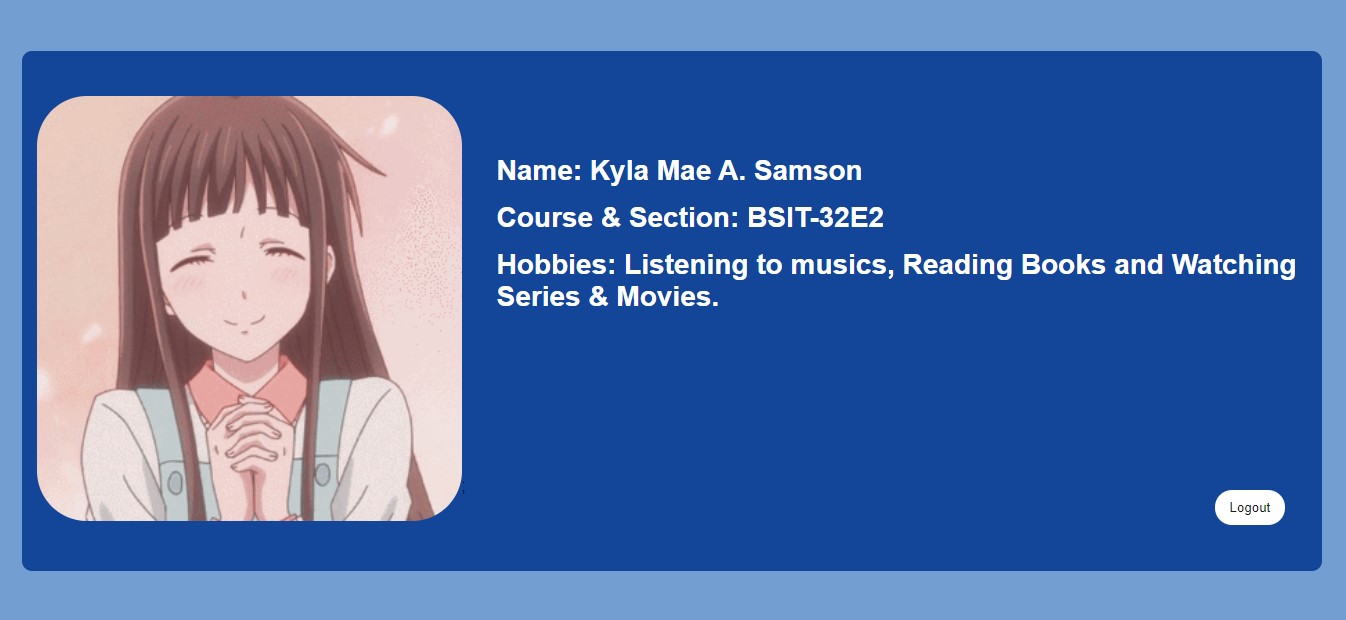 Name: Kyla Mae A. Samson
Course & Section: BSIT-32E2
Hobbies: Listening to musics, Reading Books and Watching
Series & Movies.
;
Logout